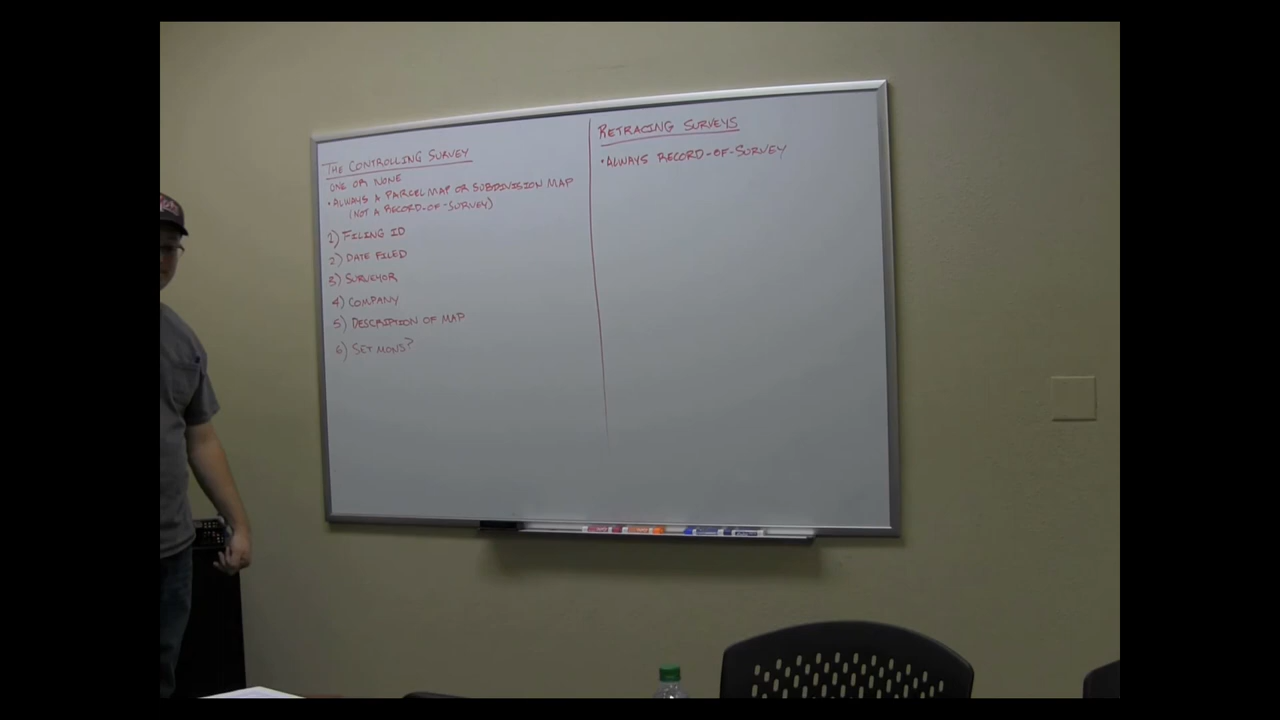 THE CONTROLLING SURVEY
ONE OR NONE
• ALWAYS A PARCEL MAP OR SUBDIVISION MAP
(NOT A RECORD-OF-SURVEY)
1) FILING ID
2) DATE FILED
3) SURVEYOR
4) COMPANY
5) DESCRIPTION OF MAP
6) SET MONS?
RETRACING SURVEYS
• ALWAYS RECORD-OF-SURVEY